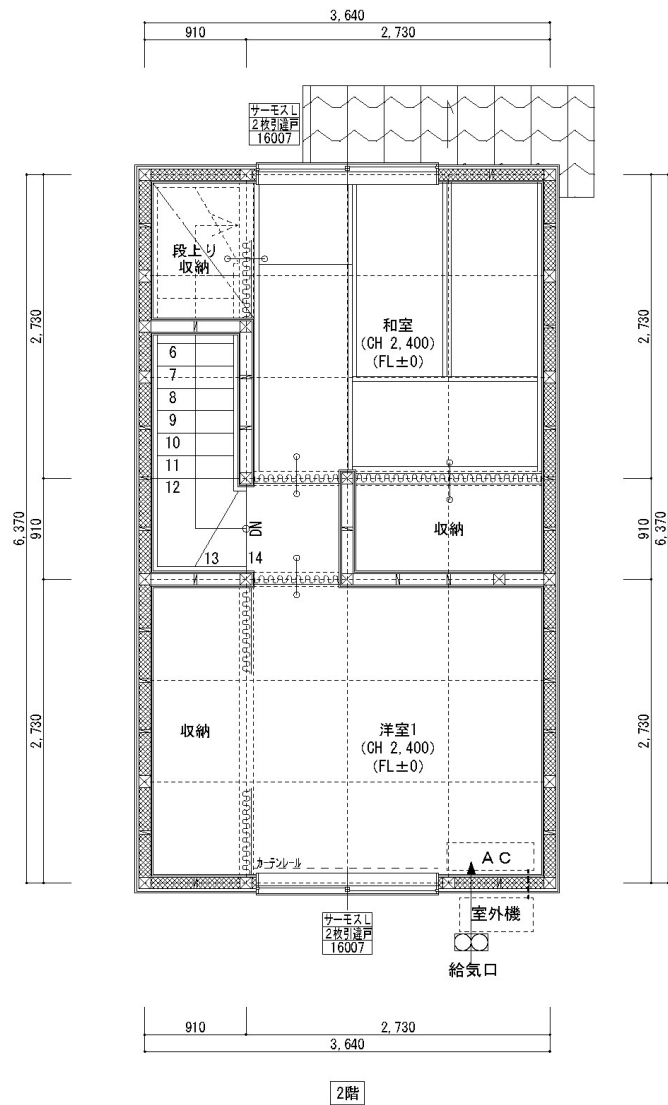 3,640
910
2,730
サーモスL
2枚引違戸
16007
段上り
収納
和室
(CH 2,400)
(FL±0)
2,730
2,730
6
7
8
9
10
11
12
DN
収納
6,370
910
910
6,370
13
14
収納
洋室1
(CH 2,400)
(FL±0)
2,730
2,730
カーテンレール
AC
室外機
サーモスL
2枚引違戸
16007
給気口
910
2,730
3,640
2階